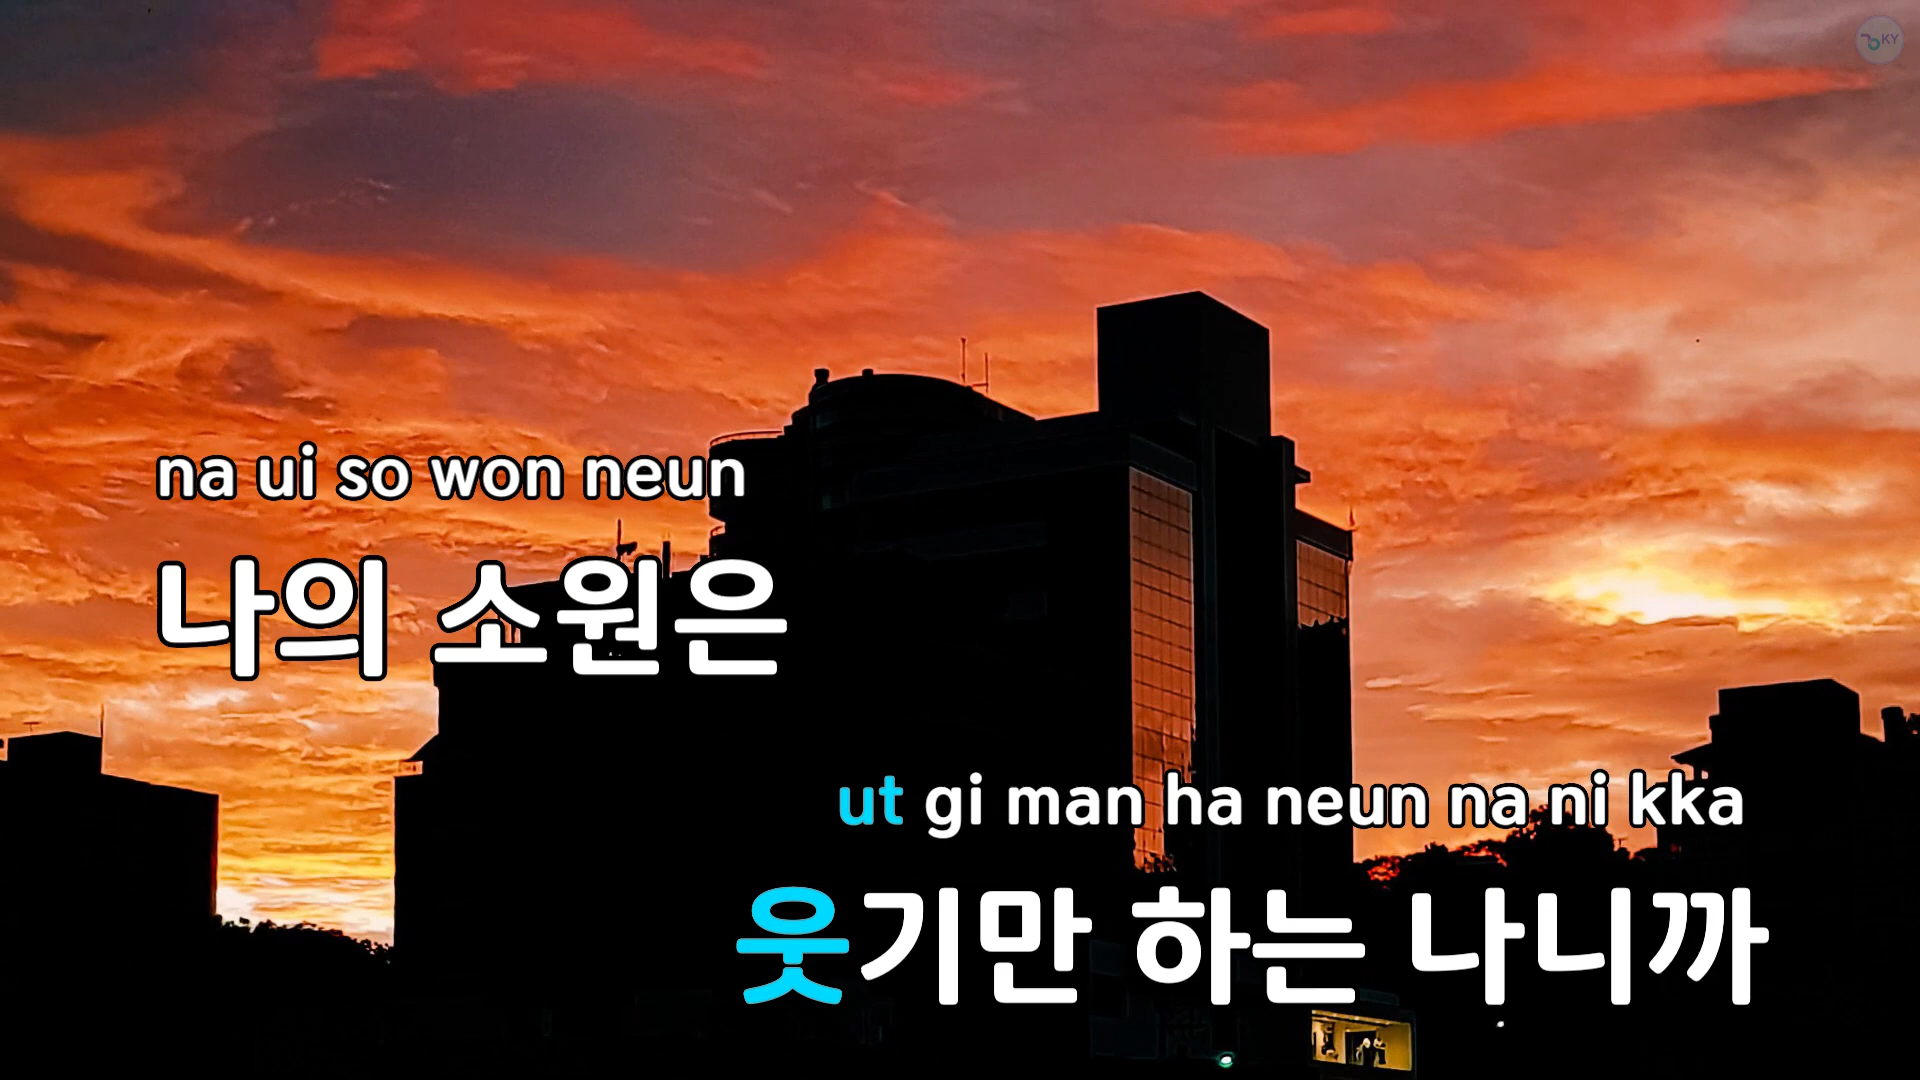 KY
na ui so won neun
나의 소원은
ut gi man ha neun na ni kka
웃기만 하는 나니까